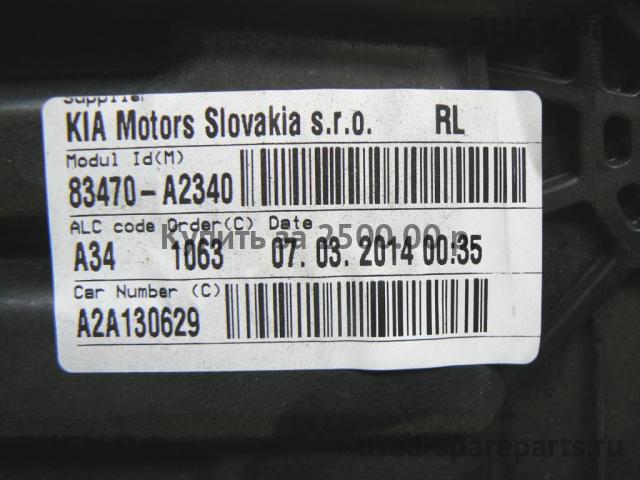 Supplier
KIA Motors Slovakia s.r.o. RL
Modul Id(M)
83470-A2340
ALC code Order(C) Date
Купить за 2500.00 р.
A34 1063 07. 03. 2014 00:35
Car Number (C)
A2A130629
used-spareparts.ru